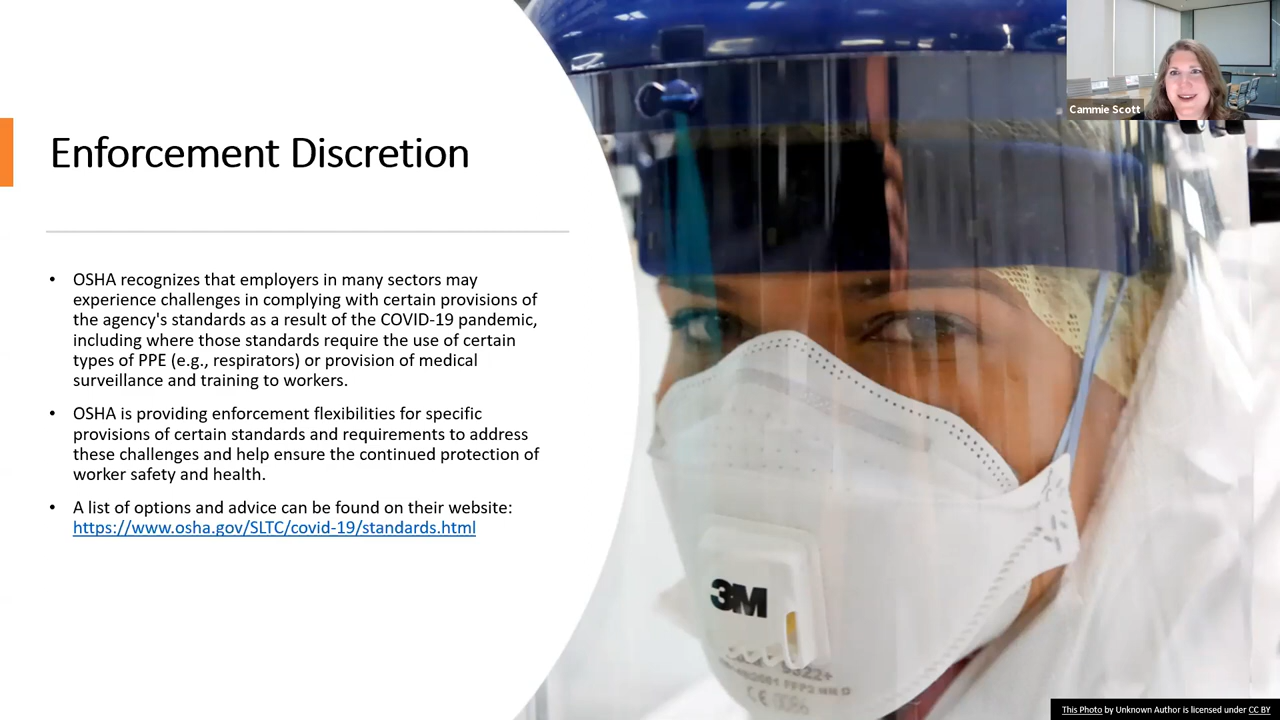 Cammie Scott
Enforcement Discretion
• OSHA recognizes that employers in many sectors may
experience challenges in complying with certain provisions of
the agency's standards as a result of the COVID-19 pandemic,
including where those standards require the use of certain
types of PPE (e.g., respirators) or provision of medical
surveillance and training to workers.
• OSHA is providing enforcement flexibilities for specific
provisions of certain standards and requirements to address
these challenges and help ensure the continued protection of
worker safety and health.
• A list of options and advice can be found on their website:
https://www.osha.gov/SLTC/covid-19/standards.html
3M
FFP3
CE
This Photo by Unknown Author is licensed under CC BY